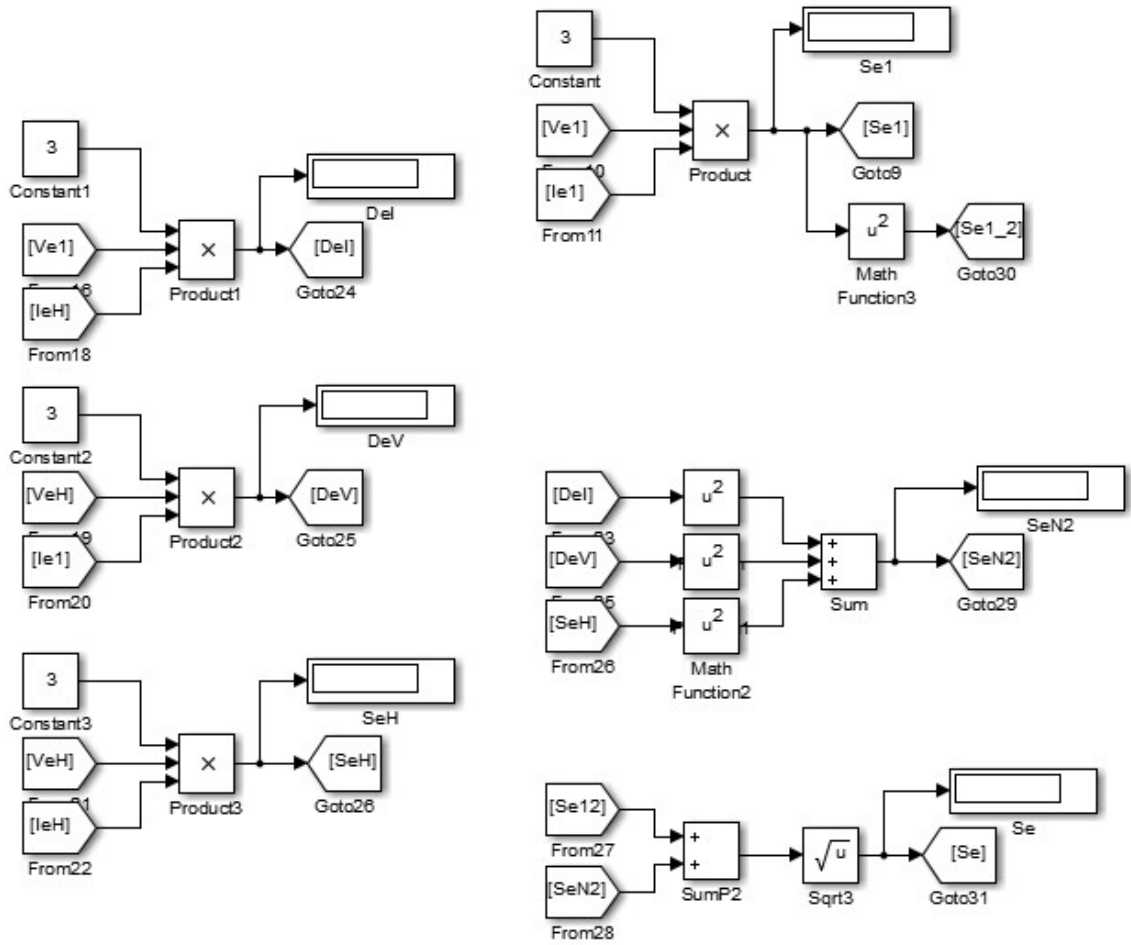 3
Constant1
[Ve1]
[IeH]
From18
×
Product1
DeI
[DeI]
Goto24
3
Constant2
[VeH]
[Ie1]
From20
×
Product2
DeV
[DeV]
Goto25
3
Constant3
[VeH]
[IeH]
From22
×
Product3
SeH
[SeH]
Goto26
3
Constant
[Ve1]
[Ie1]
From11
×
Product
Se1
[Se1]
Goto9
u²
Math
Function3
[Se1_2]
Goto30
[DeI]
[DeV]
[SeH]
From26
u²
u²
u²
Math
Function2
+
+
+
Sum
SeN2
[SeN2]
Goto29
[Se12]
From27
[SeN2]
From28
+
+
SumP2
√u
Sqrt3
Se
[Se]
Goto31